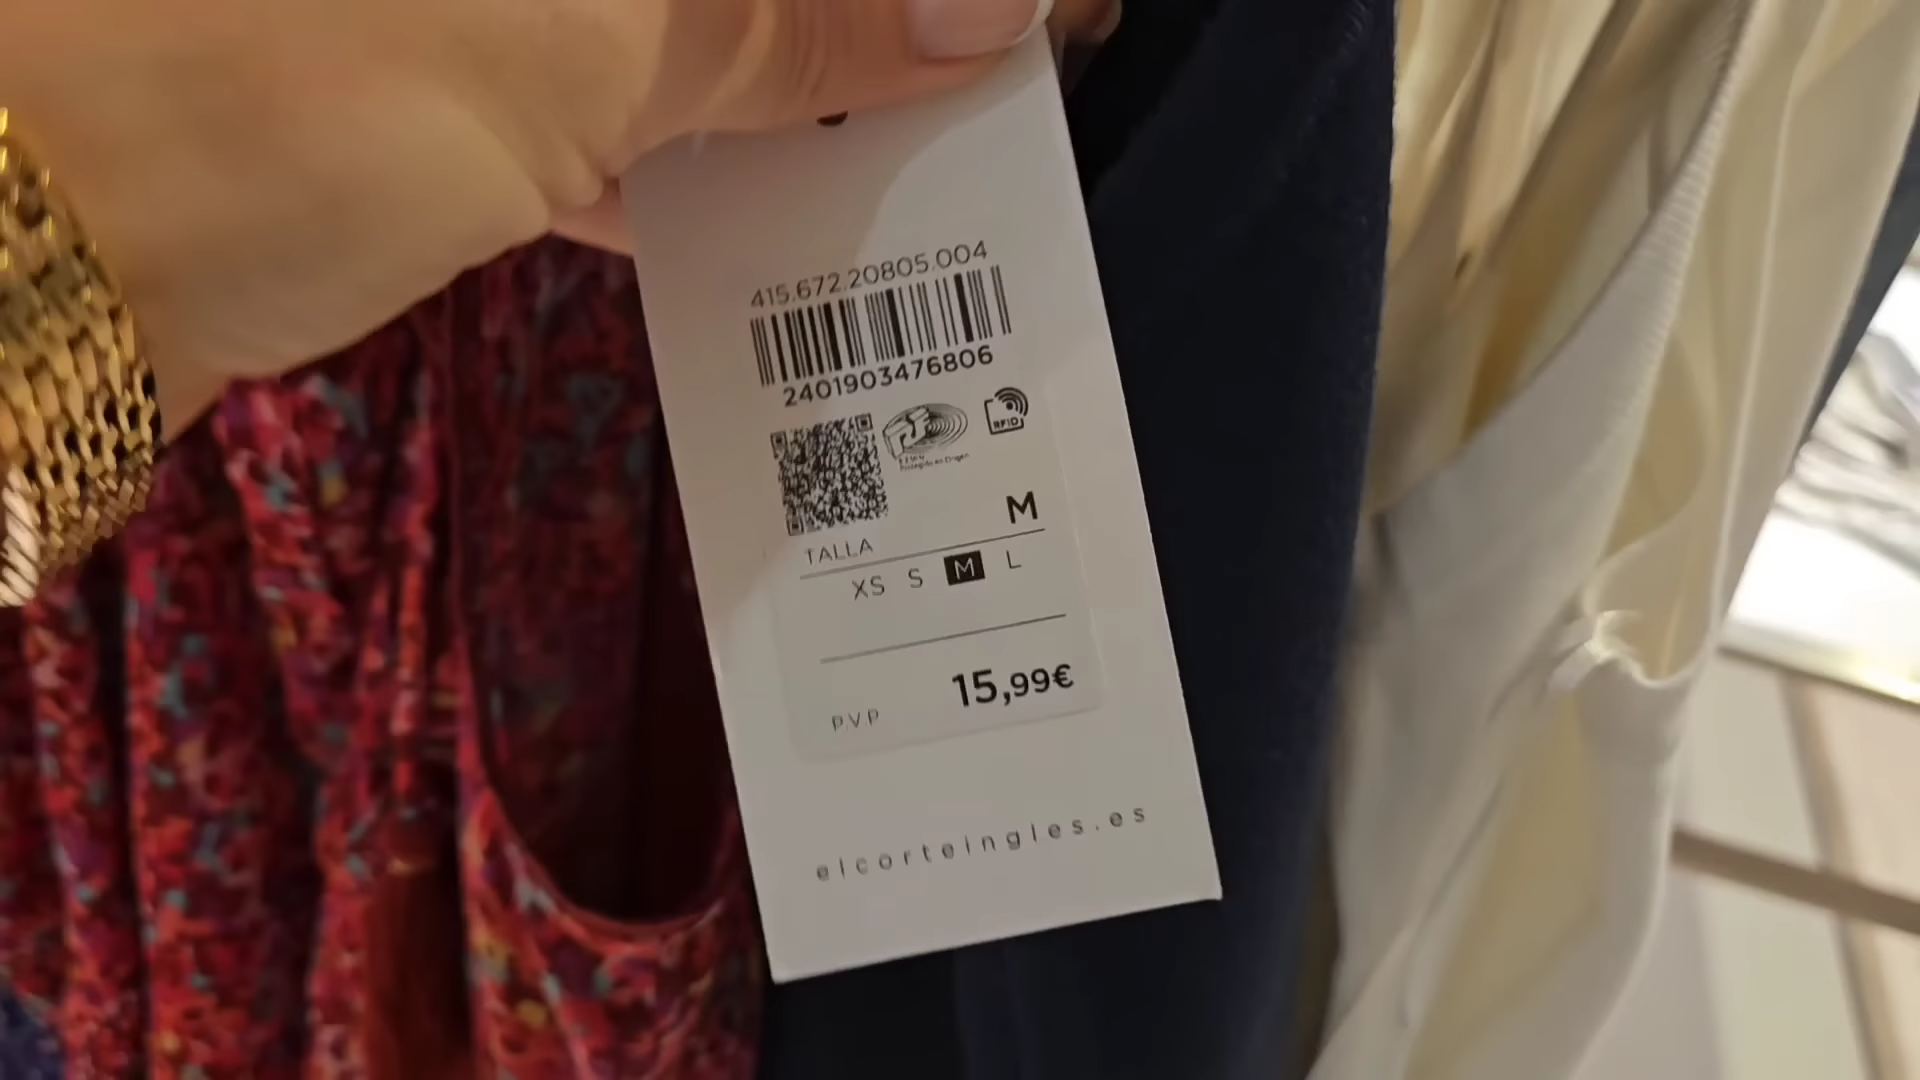 415.672.20805.004
2401903476806
RFID
M
TALLA
XS S M L
15,99€
P.V.P
elcorteingles.es